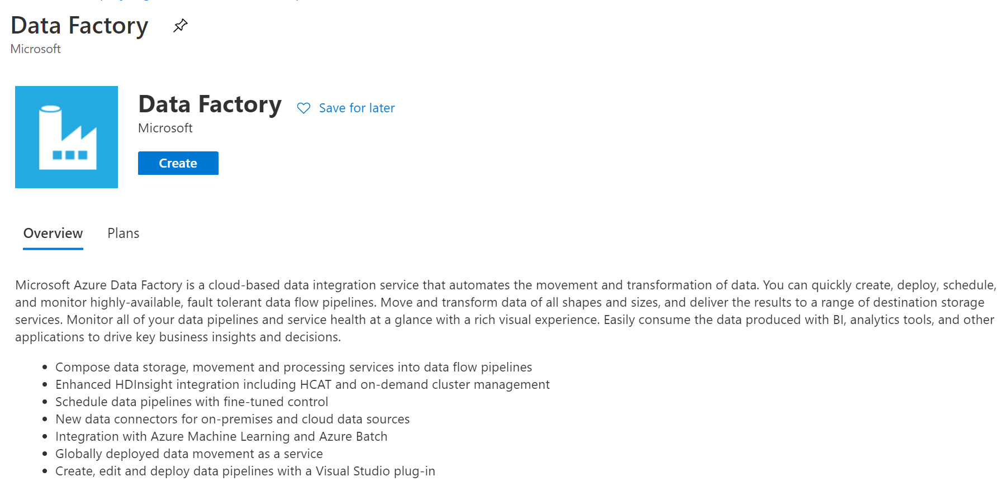 Data Factory
Microsoft
Data Factory
Save for later
Microsoft
Create
Overview Plans
Microsoft Azure Data Factory is a cloud-based data integration service that automates the movement and transformation of data. You can quickly create, deploy, schedule,
and monitor highly-available, fault tolerant data flow pipelines. Move and transform data of all shapes and sizes, and deliver the results to a range of destination storage
services. Monitor all of your data pipelines and service health at a glance with a rich visual experience. Easily consume the data produced with BI, analytics tools, and other
applications to drive key business insights and decisions.
• Compose data storage, movement and processing services into data flow pipelines
• Enhanced HDInsight integration including HCAT and on-demand cluster management
• Schedule data pipelines with fine-tuned control
• New data connectors for on-premises and cloud data sources
• Integration with Azure Machine Learning and Azure Batch
• Globally deployed data movement as a service
• Create, edit and deploy data pipelines with a Visual Studio plug-in